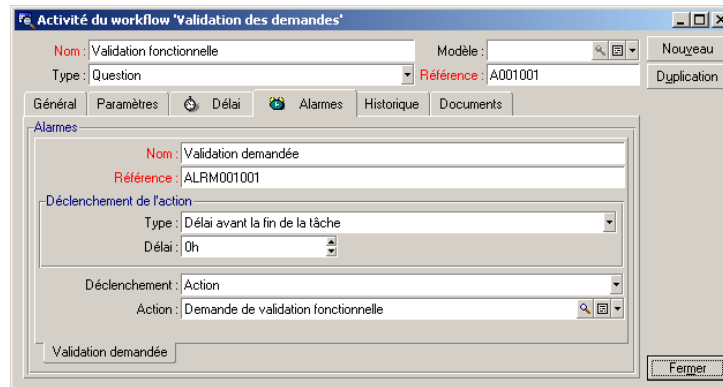 Activité du workflow 'Validation des demandes'
Nom : Validation fonctionnelle Modèle : Nouveau
Type : Question Référence : A001001 Duplication
Général Paramètres Délai Alarmes Historique Documents
Alarmes
Nom : Validation demandée
Référence : ALRM001001
Déclenchement de l'action
Type : Délai avant la fin de la tâche
Délai : 0h
Déclenchement : Action
Action : Demande de validation fonctionnelle
Validation demandée
Fermer